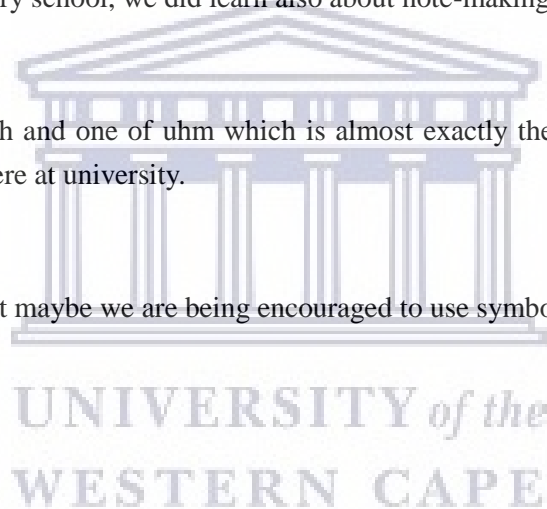 ry school, we did learn also about note-making
h and one of uhm which is almost exactly the
ere at university.
t maybe we are being encouraged to use symbo
UNIVERSITY of the
WESTERN CAPE